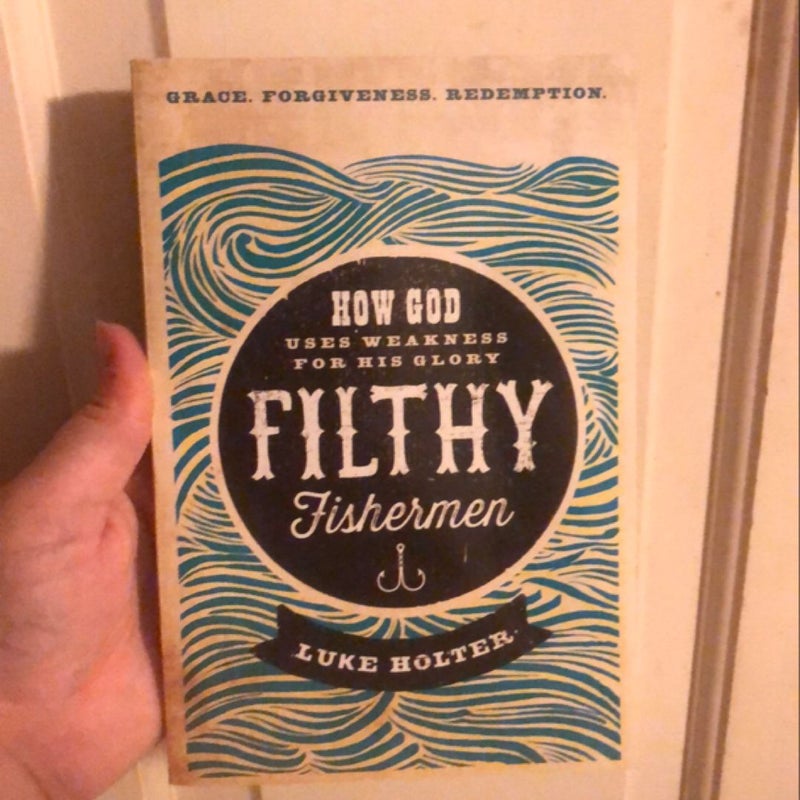 GRACE. FORGIVENESS. REDEMPTION.
HOW GOD
USES WEAKNESS
FOR HIS GLORY
FILTHY
Fishermen
LUKE HOLTER